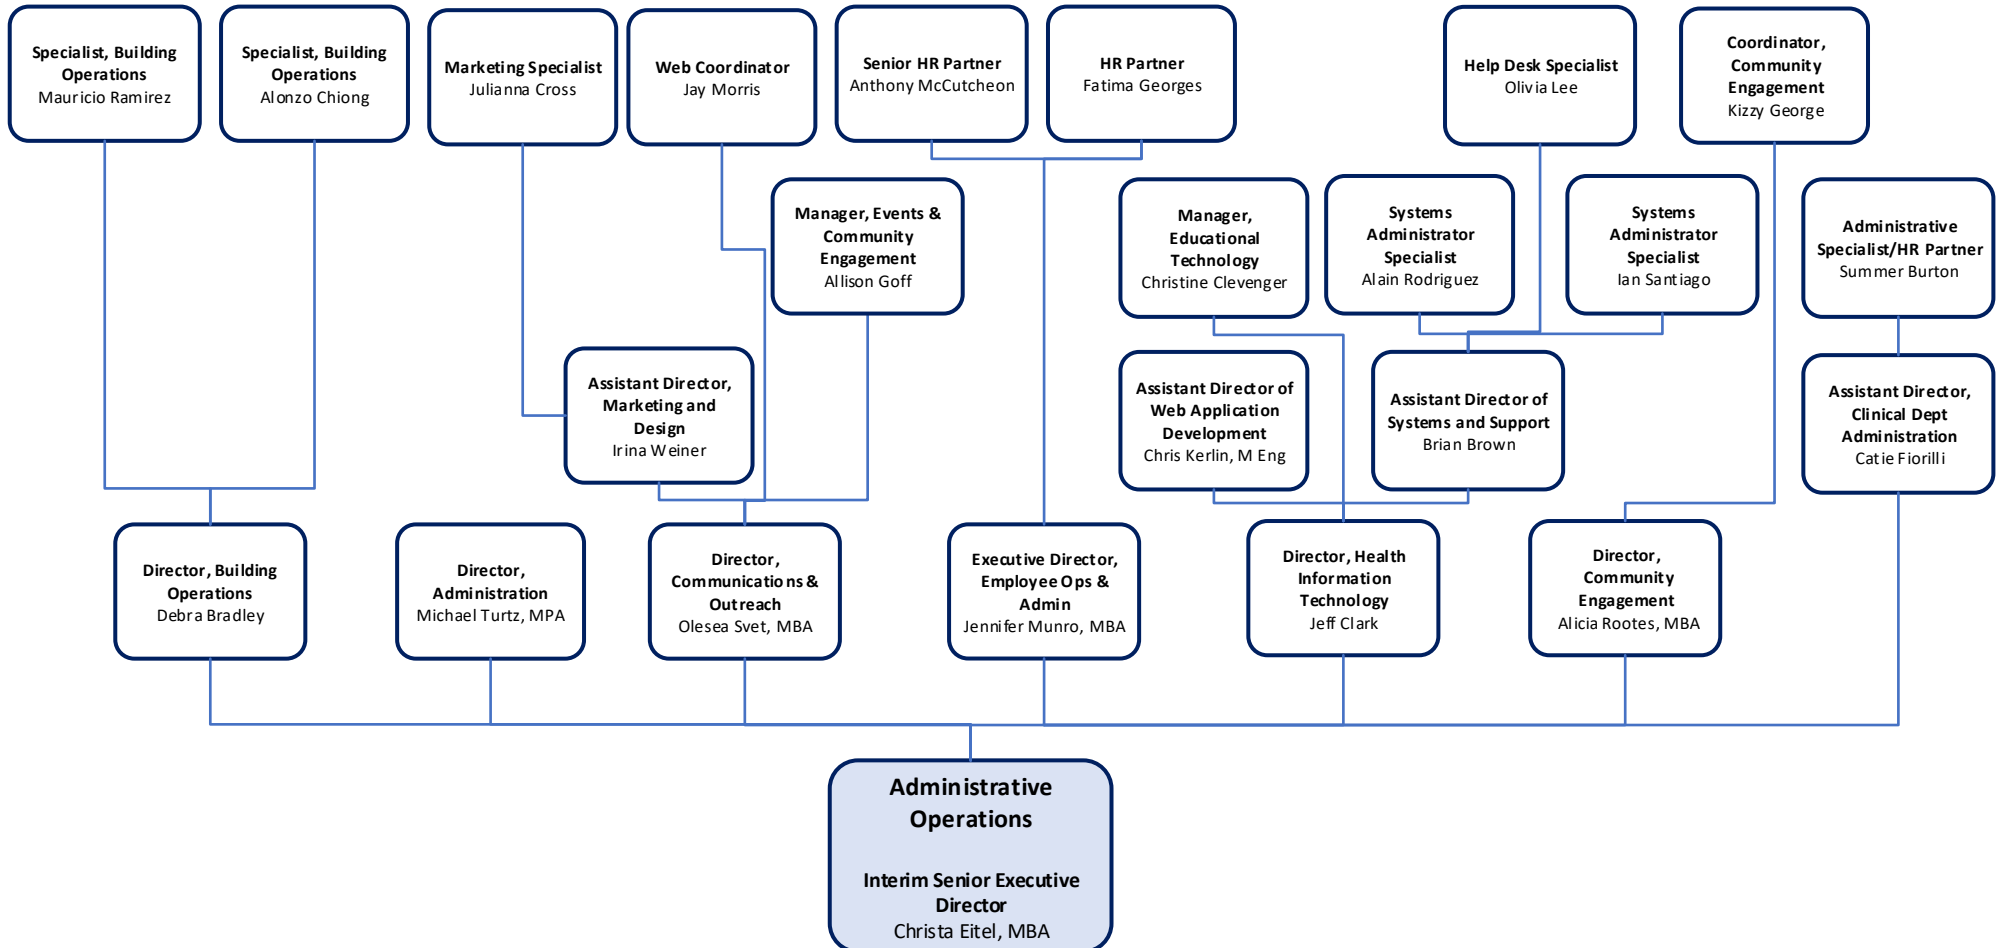 Specialist, Building
Operations
Mauricio Ramirez
Specialist, Building
Operations
Alonzo Chiong
Marketing Specialist
Julianna Cross
Web Coordinator
Jay Morris
Senior HR Partner
Anthony McCutcheon
HR Partner
Fatima Georges
Help Desk Specialist
Olivia Lee
Coordinator,
Community
Engagement
Kizzy George
Manager, Events &
Community
Engagement
Allison Goff
Manager,
Educational
Technology
Christine Clevenger
Systems
Administrator
Specialist
Alain Rodriguez
Systems
Administrator
Specialist
Ian Santiago
Administrative
Specialist/HR Partner
Summer Burton
Assistant Director,
Marketing and
Design
Irina Weiner
Assistant Director of
Web Application
Development
Chris Kerlin, M Eng
Assistant Director of
Systems and Support
Brian Brown
Assistant Director,
Clinical Dept
Administration
Catie Fiorilli
Director, Building
Operations
Debra Bradley
Director,
Administration
Michael Turtz, MPA
Director,
Communications &
Outreach
Olesea Svet, MBA
Executive Director,
Employee Ops &
Admin
Jennifer Munro, MBA
Director, Health
Information
Technology
Jeff Clark
Director,
Community
Engagement
Alicia Rootes, MBA
Administrative
Operations
Interim Senior Executive
Director
Christa Eitel, MBA